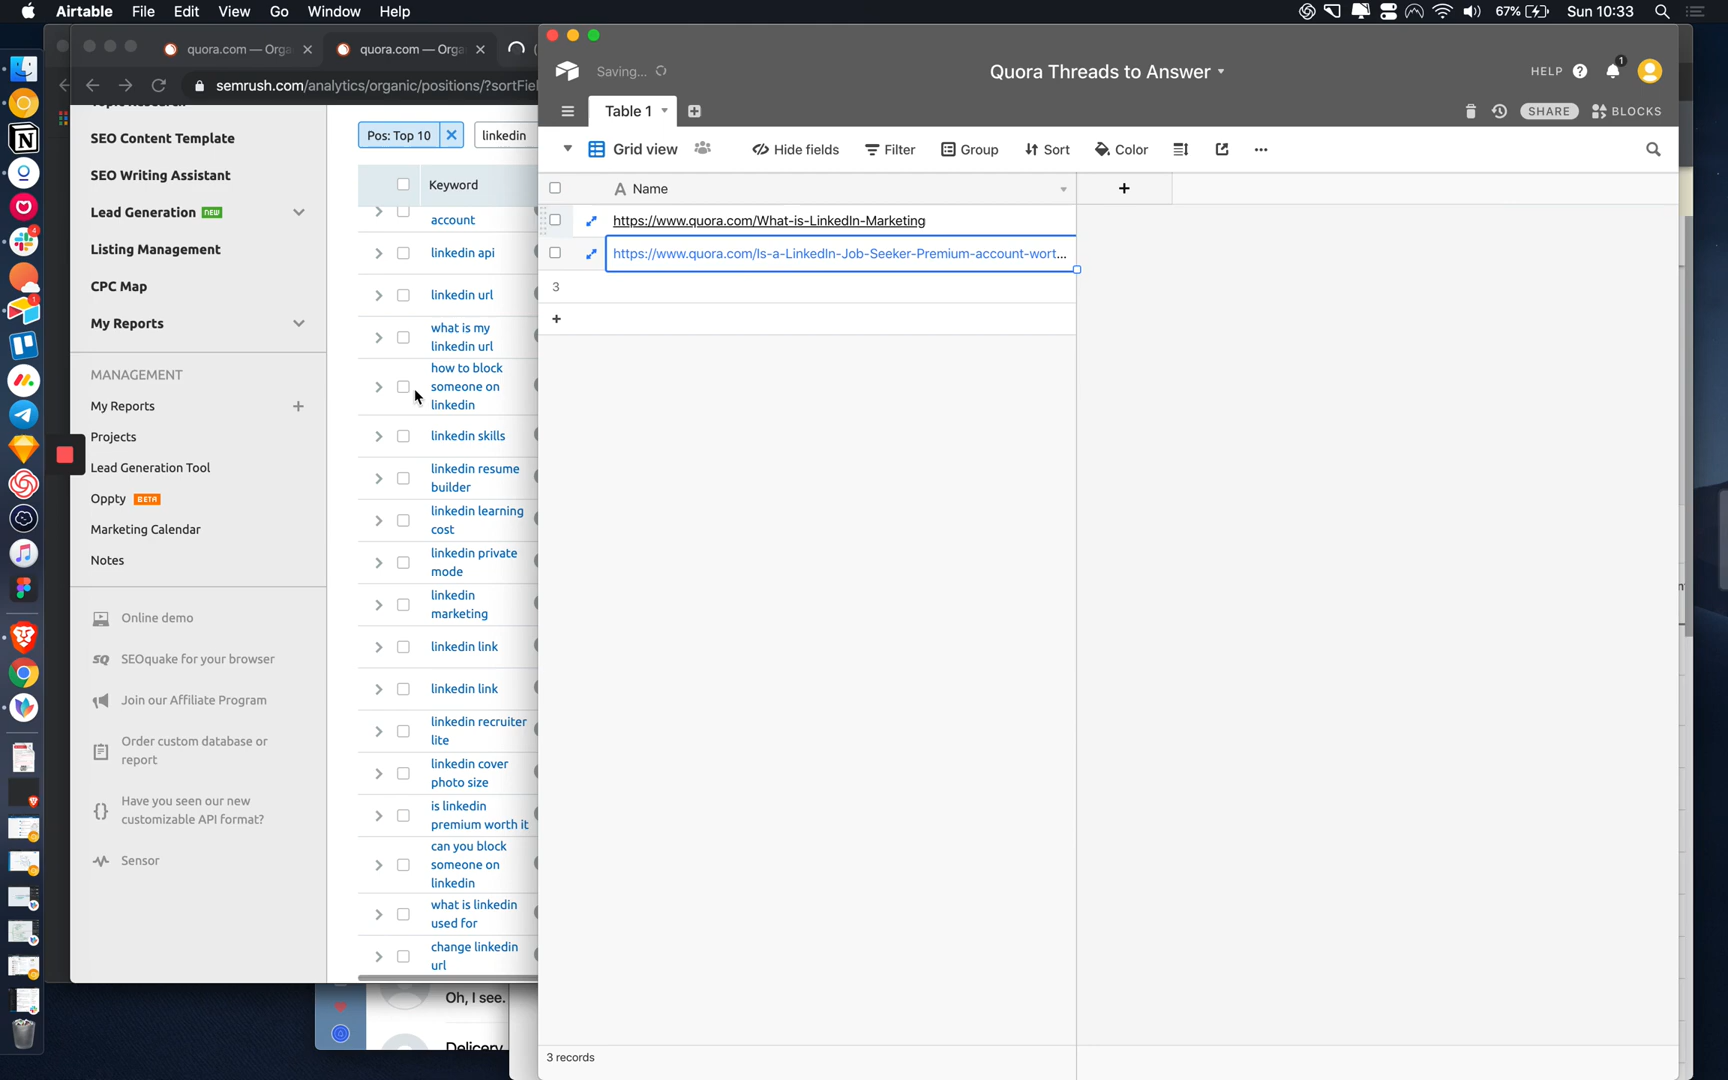 Airtable File Edit View Go Window Help
67% Sun 10:33
quora.com — Orga
quora.com — Orga
semrush.com/analytics/organic/positions/?sortFiel
SEO Content Template
SEO Writing Assistant
Lead Generation NEW
Listing Management
CPC Map
My Reports
MANAGEMENT
My Reports +
Projects
Lead Generation Tool
Oppty BETA
Marketing Calendar
Notes
Online demo
SEOquake for your browser
Join our Affiliate Program
Order custom database or
report
Have you seen our new
customizable API format?
Sensor
Pos: Top 10
linkedin
Keyword
account
linkedin api
linkedin url
what is my
linkedin url
how to block
someone on
linkedin
linkedin skills
linkedin resume
builder
linkedin learning
cost
linkedin private
mode
linkedin
marketing
linkedin link
linkedin link
linkedin recruiter
lite
linkedin cover
photo size
is linkedin
premium worth it
can you block
someone on
linkedin
what is linkedin
used for
change linkedin
url
Oh, I see.
Delicery
Saving...
Quora Threads to Answer
HELP
1
Table 1
SHARE
BLOCKS
Grid view
Hide fields
Filter
Group
Sort
Color
Name
https://www.quora.com/What-is-LinkedIn-Marketing
https://www.quora.com/Is-a-LinkedIn-Job-Seeker-Premium-account-wort...
3
+
3 records